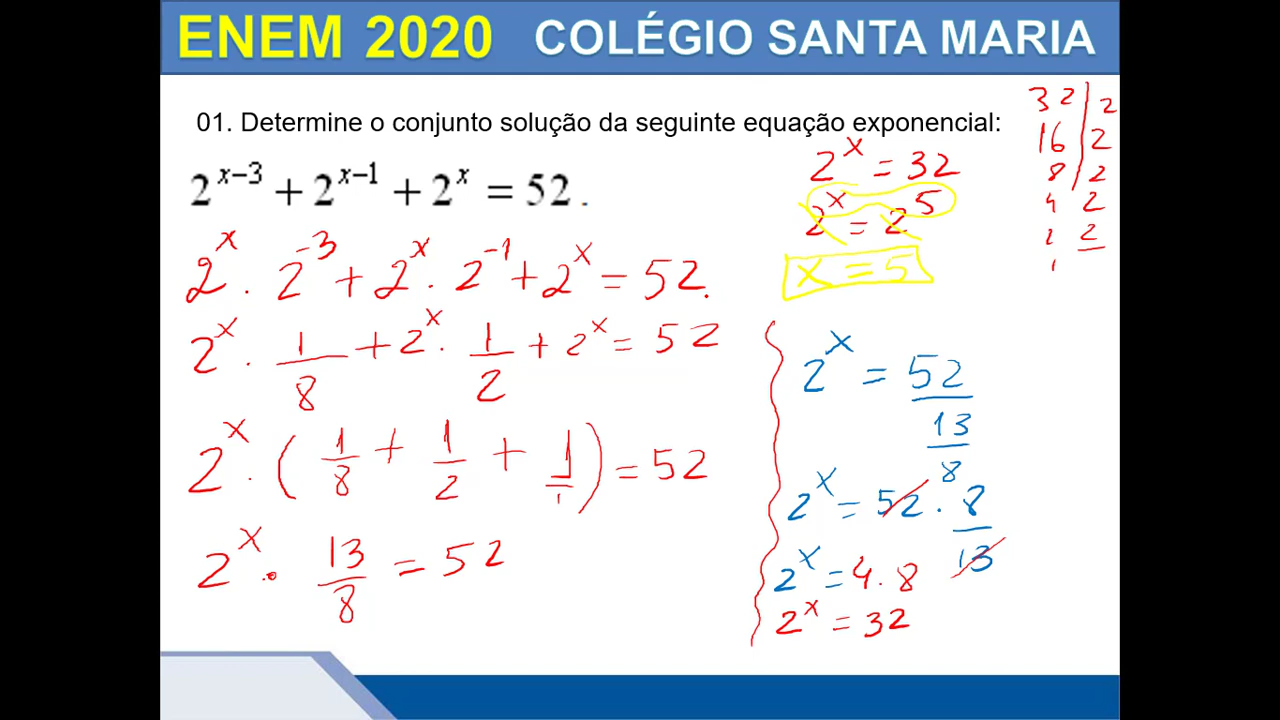 ENEM 2020 COLÉGIO SANTA MARIA
01. Determine o conjunto solução da seguinte equação exponencial:
2^{x-3} + 2^{x-1} + 2^x = 52.
2^x . 2^{-3} + 2^x . 2^{-1} + 2^x = 52.
2^x . 1/8 + 2^x . 1/2 + 2^x = 52
2^x . (1/8 + 1/2 + 1/1) = 52
2^x . 13/8 = 52
2^x = 52/(13/8)
2^x = 52 . 8/13
2^x = 4 . 8
2^x = 32
2^x = 32
2^x = 2^5
x = 5
32 | 2
16 | 2
8 | 2
4 2
2 2
1